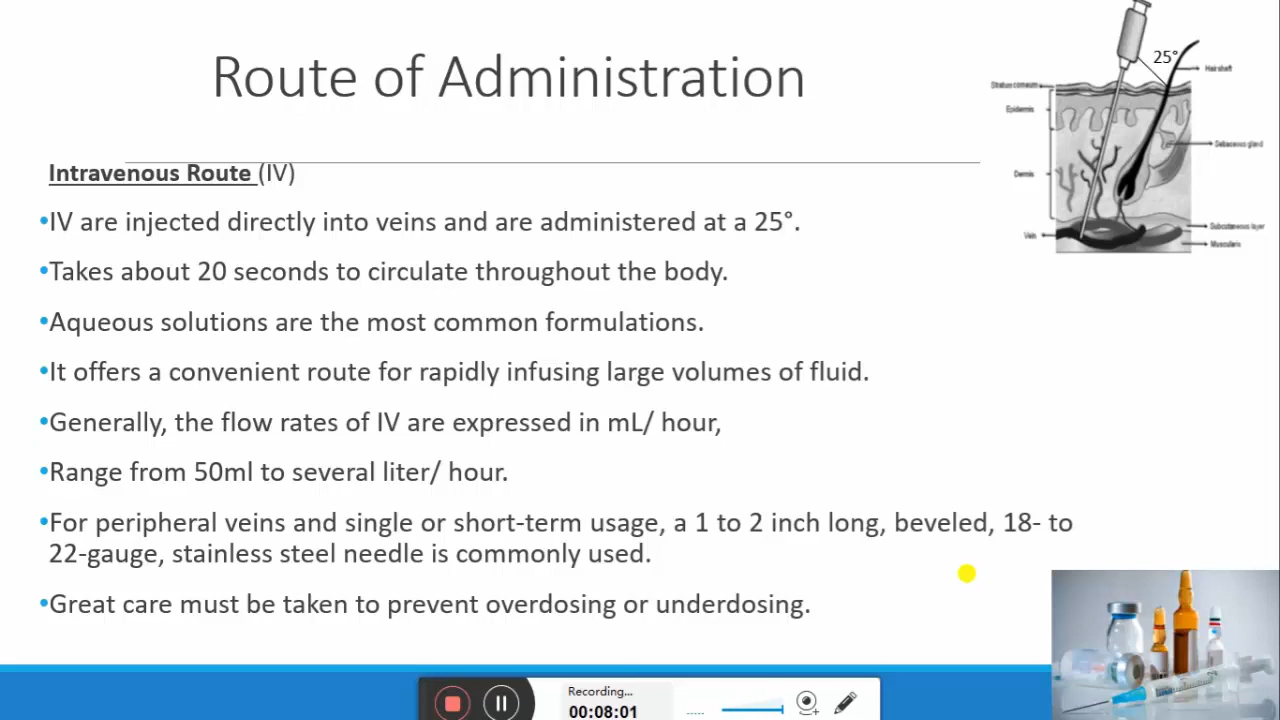 Route of Administration
25°
Hair shaft
Stratum corneum
Epidermis
Sebaceous gland
Dermis
Subcutaneous layer
Vein
Muscularis
Intravenous Route (IV)
•IV are injected directly into veins and are administered at a 25°.
•Takes about 20 seconds to circulate throughout the body.
•Aqueous solutions are the most common formulations.
•It offers a convenient route for rapidly infusing large volumes of fluid.
•Generally, the flow rates of IV are expressed in mL/ hour,
•Range from 50ml to several liter/ hour.
•For peripheral veins and single or short-term usage, a 1 to 2 inch long, beveled, 18- to
22-gauge, stainless steel needle is commonly used.
•Great care must be taken to prevent overdosing or underdosing.
Recording...
00:08:01